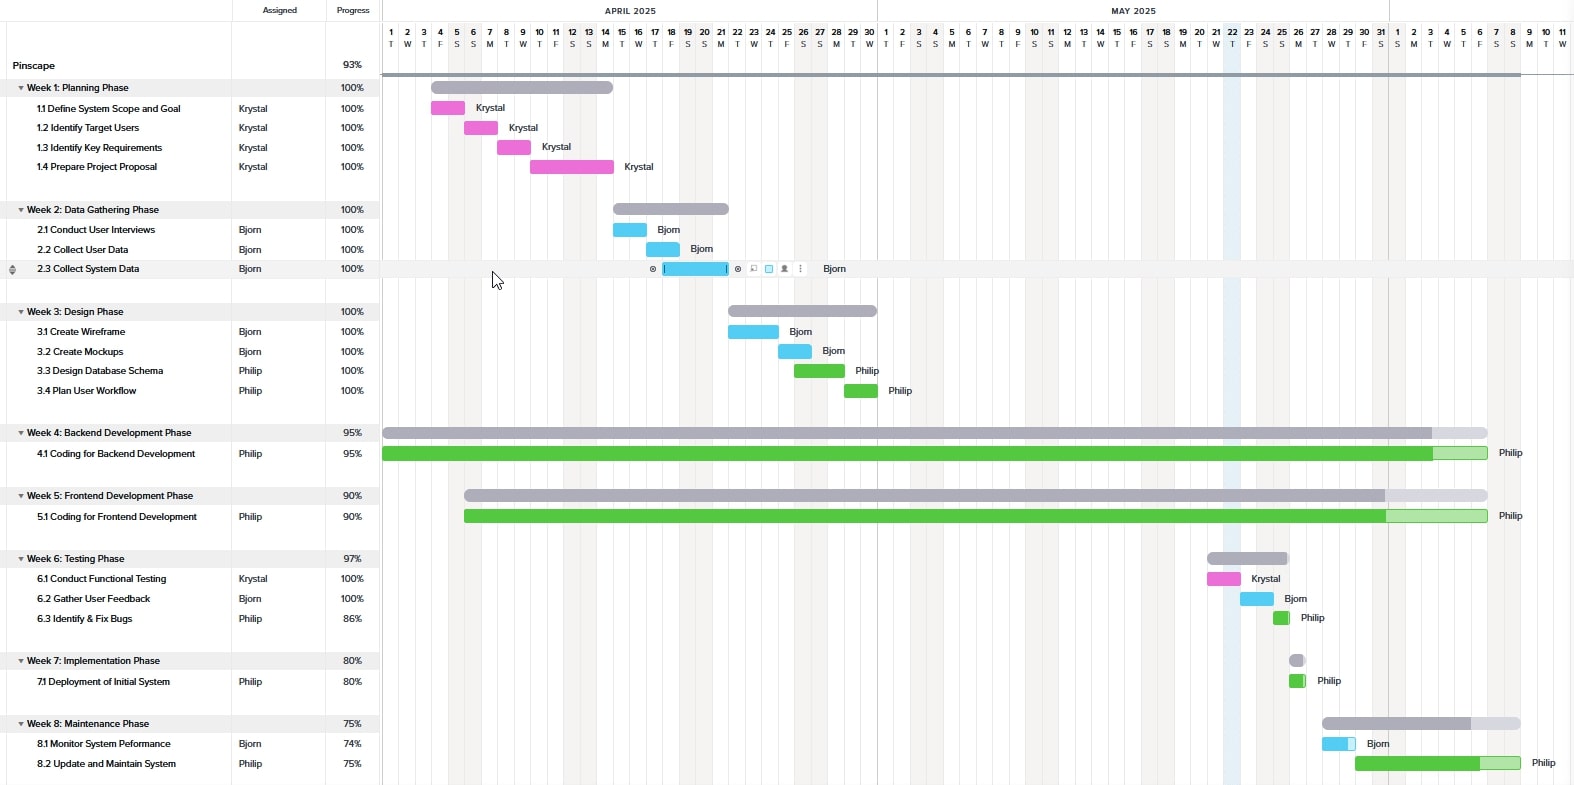 Assigned Progress APRIL 2025 MAY 2025
1 2 3 4 5 6 7 8 9 10 11 12 13 14 15 16 17 18 19 20 21 22 23 24 25 26 27 28 29 30 1 2 3 4 5 6 7 8 9 10 11 12 13 14 15 16 17 18 19 20 21 22 23 24 25 26 27 28 29 30 31 1 2 3 4 5 6 7 8 9 10 11
T W T F S S M T W T F S S M T W T F S S M T W T F S S M T W T F S S M T W T F S S M T W T F S S M T W T F S S M T W T F S S M T W T F S S M T W
Pinscape 93%
Week 1: Planning Phase 100%
1.1 Define System Scope and Goal Krystal 100% Krystal
1.2 Identify Target Users Krystal 100% Krystal
1.3 Identify Key Requirements Krystal 100% Krystal
1.4 Prepare Project Proposal Krystal 100% Krystal
Week 2: Data Gathering Phase 100%
2.1 Conduct User Interviews Bjorn 100% Bjorn
2.2 Collect User Data Bjorn 100% Bjorn
2.3 Collect System Data Bjorn 100% Bjorn
Week 3: Design Phase 100%
3.1 Create Wireframe Bjorn 100% Bjorn
3.2 Create Mockups Bjorn 100% Bjorn
3.3 Design Database Schema Philip 100% Philip
3.4 Plan User Workflow Philip 100% Philip
Week 4: Backend Development Phase 95%
4.1 Coding for Backend Development Philip 95% Philip
Week 5: Frontend Development Phase 90%
5.1 Coding for Frontend Development Philip 90% Philip
Week 6: Testing Phase 97%
6.1 Conduct Functional Testing Krystal 100% Krystal
6.2 Gather User Feedback Bjorn 100% Bjorn
6.3 Identify & Fix Bugs Philip 86% Philip
Week 7: Implementation Phase 80%
7.1 Deployment of Initial System Philip 80% Philip
Week 8: Maintenance Phase 75%
8.1 Monitor System Peformance Bjorn 74% Bjorn
8.2 Update and Maintain System Philip 75% Philip